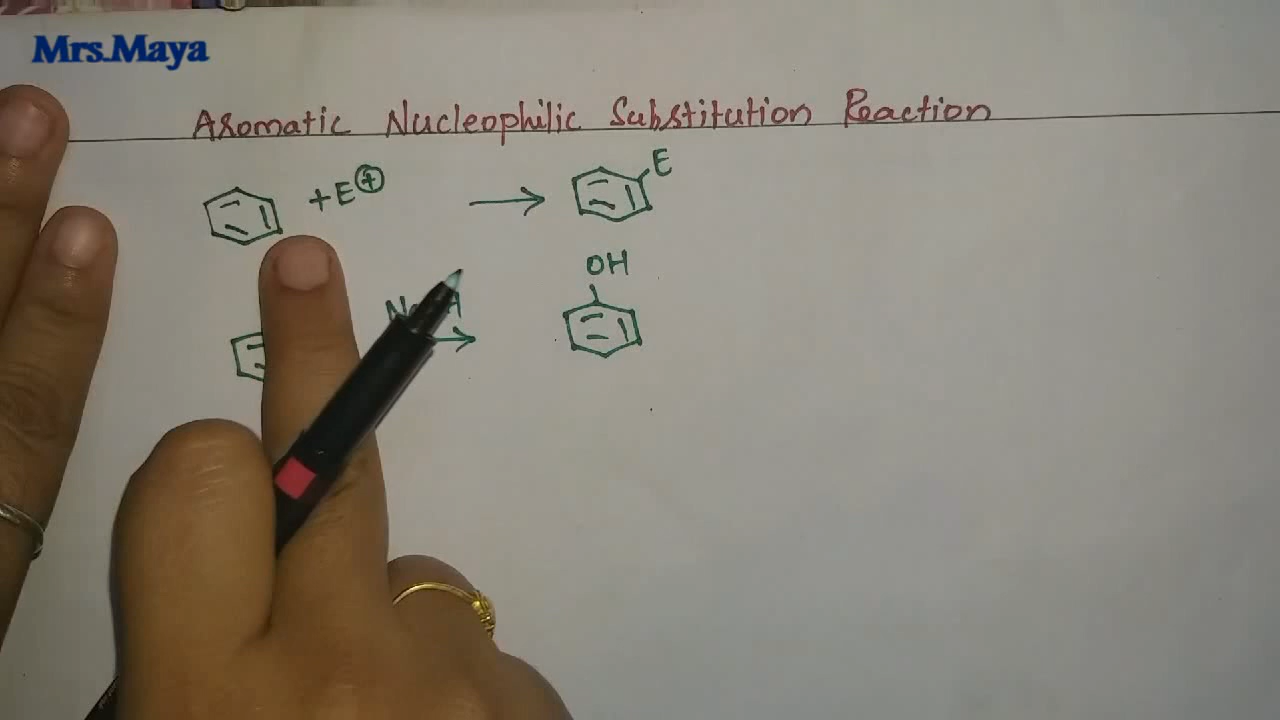 Mrs.Maya
Aromatic Nucleophilic Substitution Reaction
+E⊕ → E
OH
→